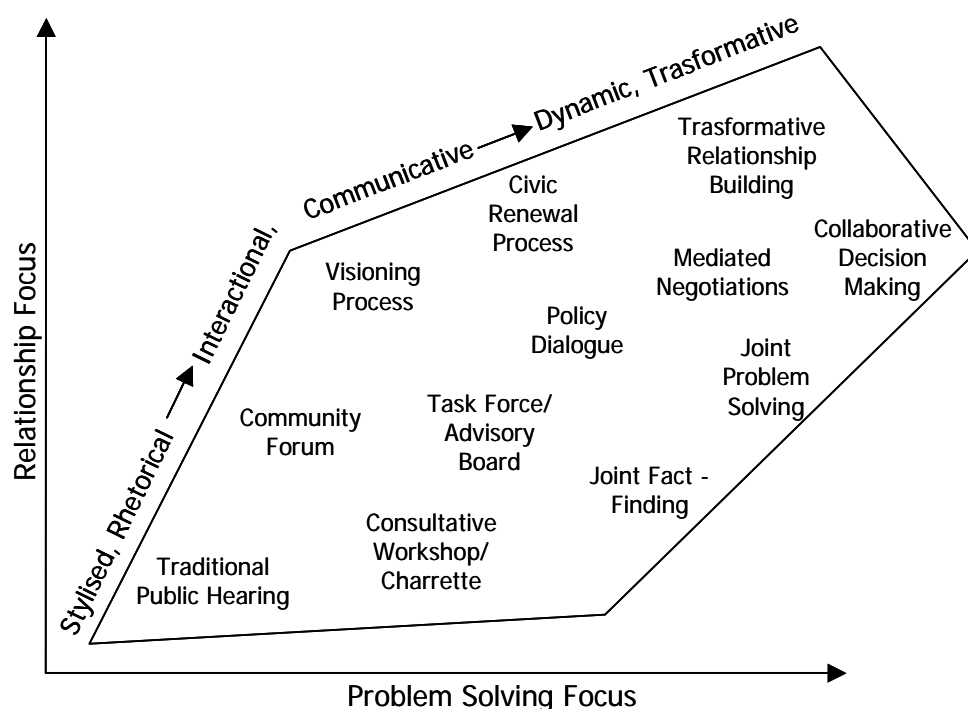 Dynamic, Trasformative
Communicative
Interactional,
Stylised, Rhetorical
Relationship Focus
Trasformative
Relationship
Building
Civic
Renewal
Process
Collaborative
Decision
Making
Visioning
Process
Mediated
Negotiations
Policy
Dialogue
Joint
Problem
Solving
Community
Forum
Task Force/
Advisory
Board
Joint Fact -
Finding
Consultative
Workshop/
Charrette
Traditional
Public Hearing
Problem Solving Focus